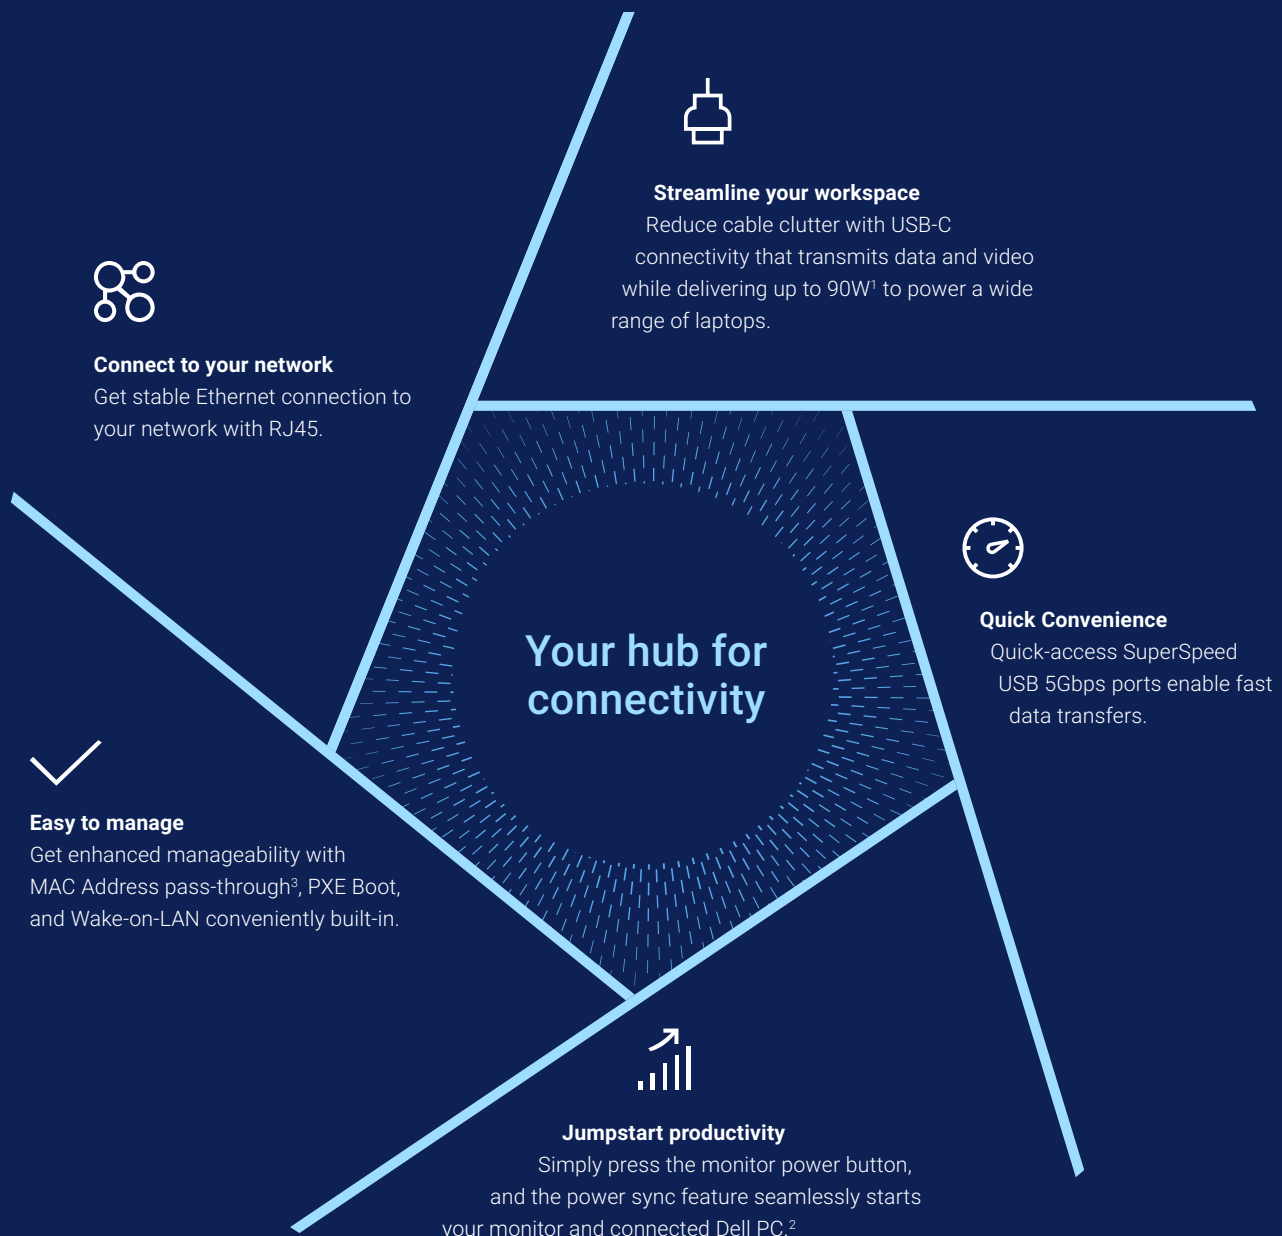 Streamline your workspace
Reduce cable clutter with USB-C
connectivity that transmits data and video
while delivering up to 90W¹ to power a wide
range of laptops.
Connect to your network
Get stable Ethernet connection to
your network with RJ45.
Your hub for
connectivity
Quick Convenience
Quick-access SuperSpeed
USB 5Gbps ports enable fast
data transfers.
Easy to manage
Get enhanced manageability with
MAC Address pass-through³, PXE Boot,
and Wake-on-LAN conveniently built-in.
Jumpstart productivity
Simply press the monitor power button,
and the power sync feature seamlessly starts
your monitor and connected Dell PC.²